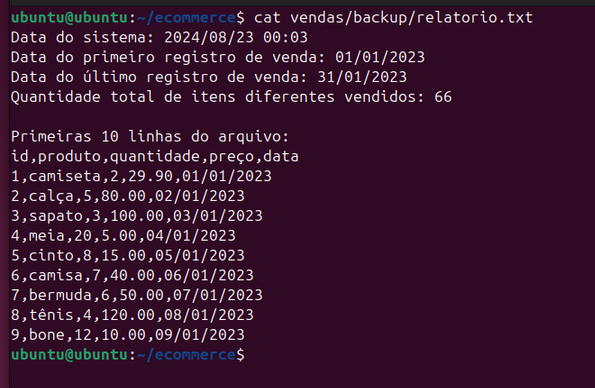 ubuntu@ubuntu:~/ecommerce$ cat vendas/backup/relatorio.txt
Data do sistema: 2024/08/23 00:03
Data do primeiro registro de venda: 01/01/2023
Data do último registro de venda: 31/01/2023
Quantidade total de itens diferentes vendidos: 66

Primeiras 10 linhas do arquivo:
id,produto,quantidade,preço,data
1,camiseta,2,29.90,01/01/2023
2,calça,5,80.00,02/01/2023
3,sapato,3,100.00,03/01/2023
4,meia,20,5.00,04/01/2023
5,cinto,8,15.00,05/01/2023
6,camisa,7,40.00,06/01/2023
7,bermuda,6,50.00,07/01/2023
8,tênis,4,120.00,08/01/2023
9,bone,12,10.00,09/01/2023
ubuntu@ubuntu:~/ecommerce$